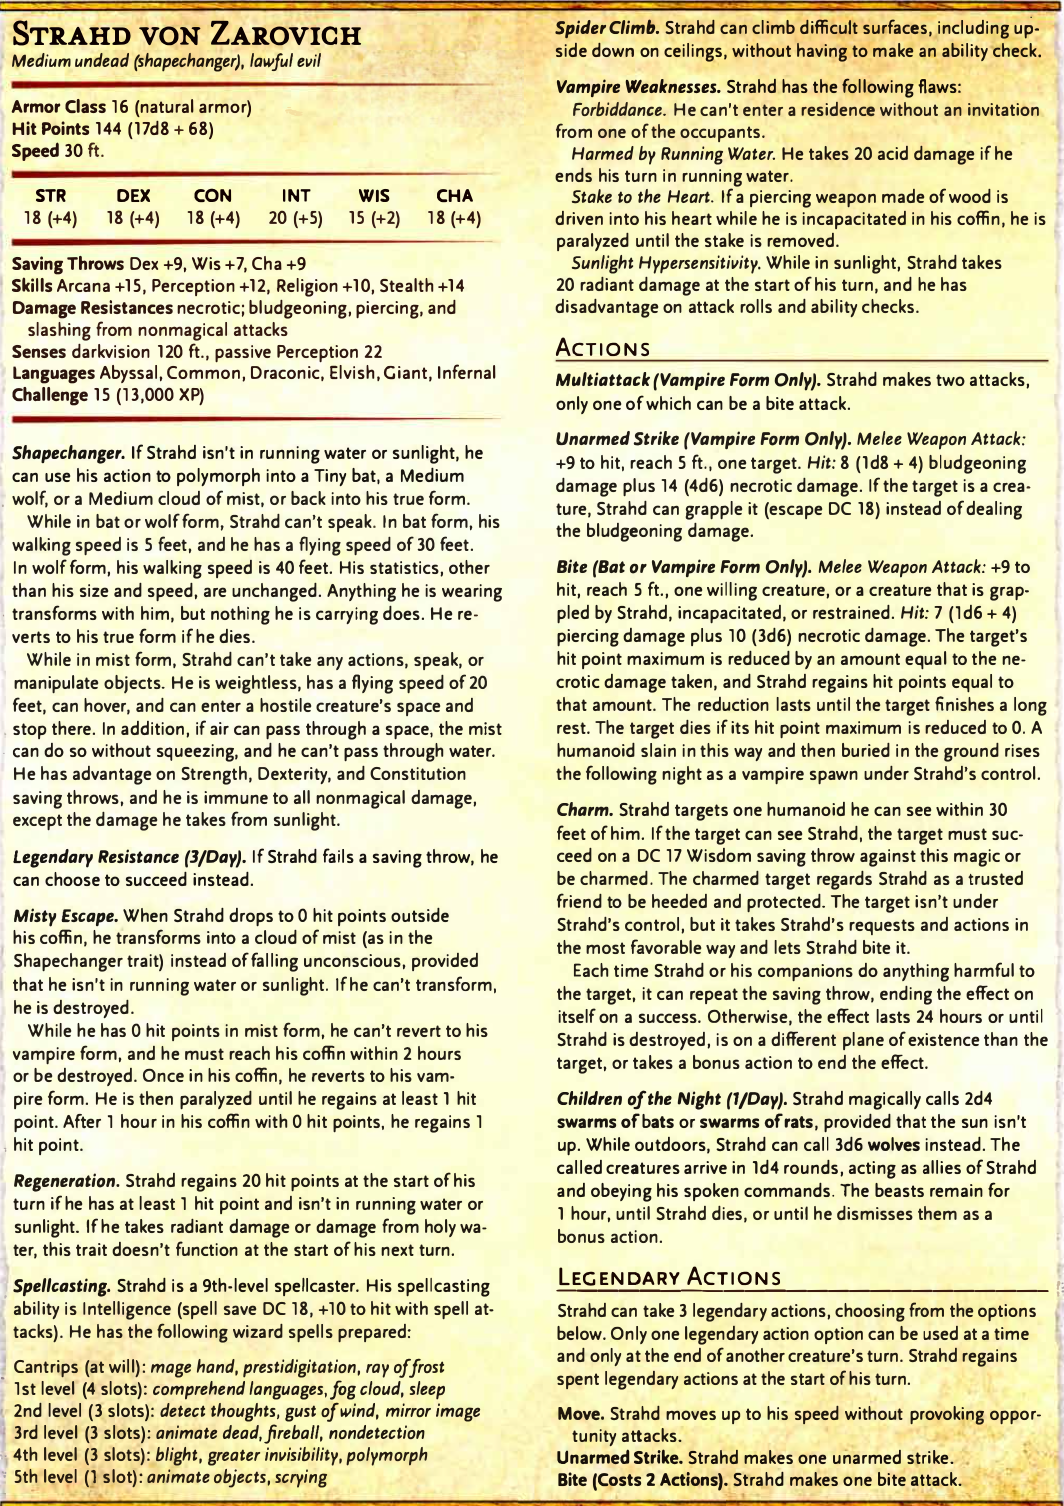 STRAHD VON ZAROVICH
Medium undead (shapechanger), lawful evil
Armor Class 16 (natural armor)
Hit Points 144 (17d8 + 68)
Speed 30 ft.
STR DEX CON INT WIS CHA
18 (+4) 18 (+4) 18 (+4) 20 (+5) 15 (+2) 18 (+4)
Saving Throws Dex +9, Wis +7, Cha +9
Skills Arcana +15, Perception +12, Religion +10, Stealth +14
Damage Resistances necrotic; bludgeoning, piercing, and
slashing from nonmagical attacks
Senses darkvision 120 ft., passive Perception 22
Languages Abyssal, Common, Draconic, Elvish, Giant, Infernal
Challenge 15 (13,000 XP)
Shapechanger. If Strahd isn't in running water or sunlight, he
can use his action to polymorph into a Tiny bat, a Medium
wolf, or a Medium cloud of mist, or back into his true form.
While in bat or wolf form, Strahd can't speak. In bat form, his
walking speed is 5 feet, and he has a flying speed of 30 feet.
In wolf form, his walking speed is 40 feet. His statistics, other
than his size and speed, are unchanged. Anything he is wearing
transforms with him, but nothing he is carrying does. He re-
verts to his true form if he dies.
While in mist form, Strahd can't take any actions, speak, or
manipulate objects. He is weightless, has a flying speed of 20
feet, can hover, and can enter a hostile creature's space and
stop there. In addition, if air can pass through a space, the mist
can do so without squeezing, and he can't pass through water.
He has advantage on Strength, Dexterity, and Constitution
saving throws, and he is immune to all nonmagical damage,
except the damage he takes from sunlight.
Legendary Resistance (3/Day). If Strahd fails a saving throw, he
can choose to succeed instead.
Misty Escape. When Strahd drops to 0 hit points outside
his coffin, he transforms into a cloud of mist (as in the
Shapechanger trait) instead of falling unconscious, provided
that he isn't in running water or sunlight. If he can't transform,
he is destroyed.
While he has 0 hit points in mist form, he can't revert to his
vampire form, and he must reach his coffin within 2 hours
or be destroyed. Once in his coffin, he reverts to his vam-
pire form. He is then paralyzed until he regains at least 1 hit
point. After 1 hour in his coffin with 0 hit points, he regains 1
hit point.
Regeneration. Strahd regains 20 hit points at the start of his
turn if he has at least 1 hit point and isn't in running water or
sunlight. If he takes radiant damage or damage from holy wa-
ter, this trait doesn't function at the start of his next turn.
Spellcasting. Strahd is a 9th-level spellcaster. His spellcasting
ability is Intelligence (spell save DC 18, +10 to hit with spell at-
tacks). He has the following wizard spells prepared:
Cantrips (at will): mage hand, prestidigitation, ray of frost
1st level (4 slots): comprehend languages, fog cloud, sleep
2nd level (3 slots): detect thoughts, gust of wind, mirror image
3rd level (3 slots): animate dead, fireball, nondetection
4th level (3 slots): blight, greater invisibility, polymorph
5th level (1 slot): animate objects, scrying
Spider Climb. Strahd can climb difficult surfaces, including up-
side down on ceilings, without having to make an ability check.
Vampire Weaknesses. Strahd has the following flaws:
Forbiddance. He can't enter a residence without an invitation
from one of the occupants.
Harmed by Running Water. He takes 20 acid damage if he
ends his turn in running water.
Stake to the Heart. If a piercing weapon made of wood is
driven into his heart while he is incapacitated in his coffin, he is
paralyzed until the stake is removed.
Sunlight Hypersensitivity. While in sunlight, Strahd takes
20 radiant damage at the start of his turn, and he has
disadvantage on attack rolls and ability checks.
ACTIONS
Multiattack (Vampire Form Only). Strahd makes two attacks,
only one of which can be a bite attack.
Unarmed Strike (Vampire Form Only). Melee Weapon Attack:
+9 to hit, reach 5 ft., one target. Hit: 8 (1d8 + 4) bludgeoning
damage plus 14 (4d6) necrotic damage. If the target is a crea-
ture, Strahd can grapple it (escape DC 18) instead of dealing
the bludgeoning damage.
Bite (Bat or Vampire Form Only). Melee Weapon Attack: +9 to
hit, reach 5 ft., one willing creature, or a creature that is grap-
pled by Strahd, incapacitated, or restrained. Hit: 7 (1d6 + 4)
piercing damage plus 10 (3d6) necrotic damage. The target's
hit point maximum is reduced by an amount equal to the ne-
crotic damage taken, and Strahd regains hit points equal to
that amount. The reduction lasts until the target finishes a long
rest. The target dies if its hit point maximum is reduced to 0. A
humanoid slain in this way and then buried in the ground rises
the following night as a vampire spawn under Strahd's control.
Charm. Strahd targets one humanoid he can see within 30
feet of him. If the target can see Strahd, the target must suc-
ceed on a DC 17 Wisdom saving throw against this magic or
be charmed. The charmed target regards Strahd as a trusted
friend to be heeded and protected. The target isn't under
Strahd's control, but it takes Strahd's requests and actions in
the most favorable way and lets Strahd bite it.
Each time Strahd or his companions do anything harmful to
the target, it can repeat the saving throw, ending the effect on
itself on a success. Otherwise, the effect lasts 24 hours or until
Strahd is destroyed, is on a different plane of existence than the
target, or takes a bonus action to end the effect.
Children of the Night (1/Day). Strahd magically calls 2d4
swarms of bats or swarms of rats, provided that the sun isn't
up. While outdoors, Strahd can call 3d6 wolves instead. The
called creatures arrive in 1d4 rounds, acting as allies of Strahd
and obeying his spoken commands. The beasts remain for
1 hour, until Strahd dies, or until he dismisses them as a
bonus action.
LEGENDARY ACTIONS
Strahd can take 3 legendary actions, choosing from the options
below. Only one legendary action option can be used at a time
and only at the end of another creature's turn. Strahd regains
spent legendary actions at the start of his turn.
Move. Strahd moves up to his speed without provoking oppor-
tunity attacks.
Unarmed Strike. Strahd makes one unarmed strike.
Bite (Costs 2 Actions). Strahd makes one bite attack.